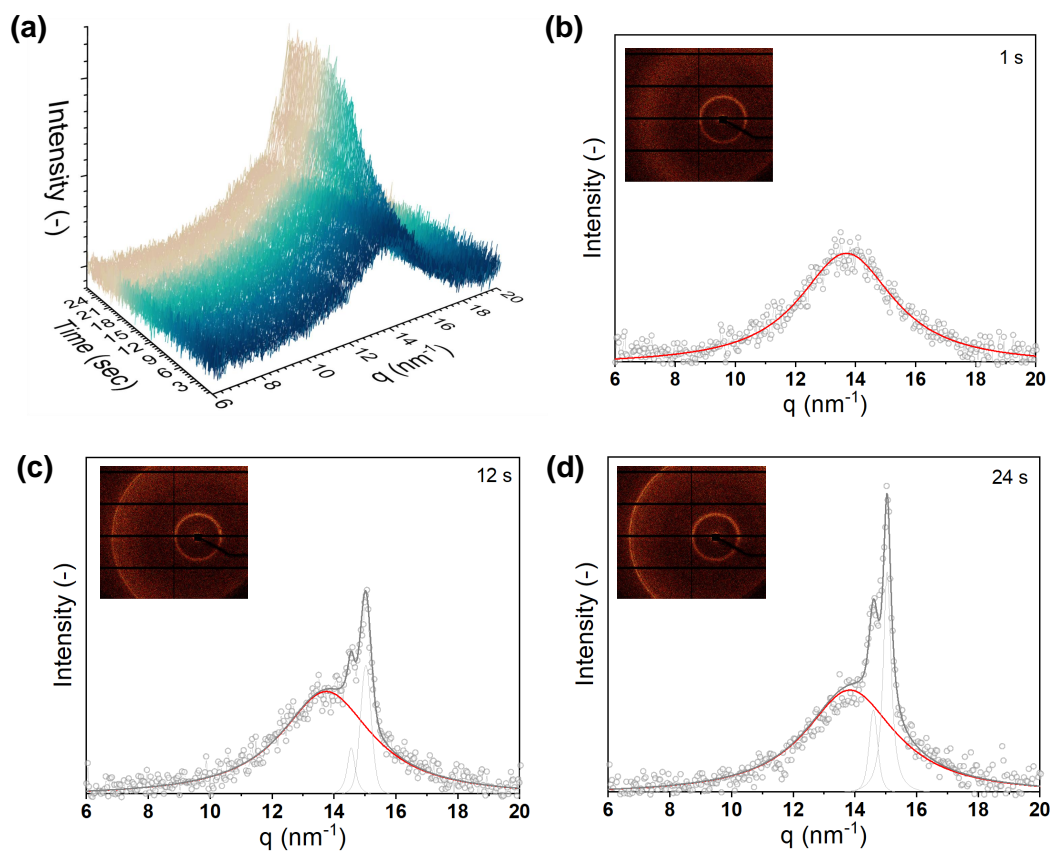 (a)
Intensity (-)
24
21
18
15
12
9
6
3
Time (sec)
6
8
10
12
14
16
18
20
q (nm⁻¹)
(b)
1 s
Intensity (-)
6 8 10 12 14 16 18 20
q (nm⁻¹)
(c)
12 s
Intensity (-)
6 8 10 12 14 16 18 20
q (nm⁻¹)
(d)
24 s
Intensity (-)
6 8 10 12 14 16 18 20
q (nm⁻¹)